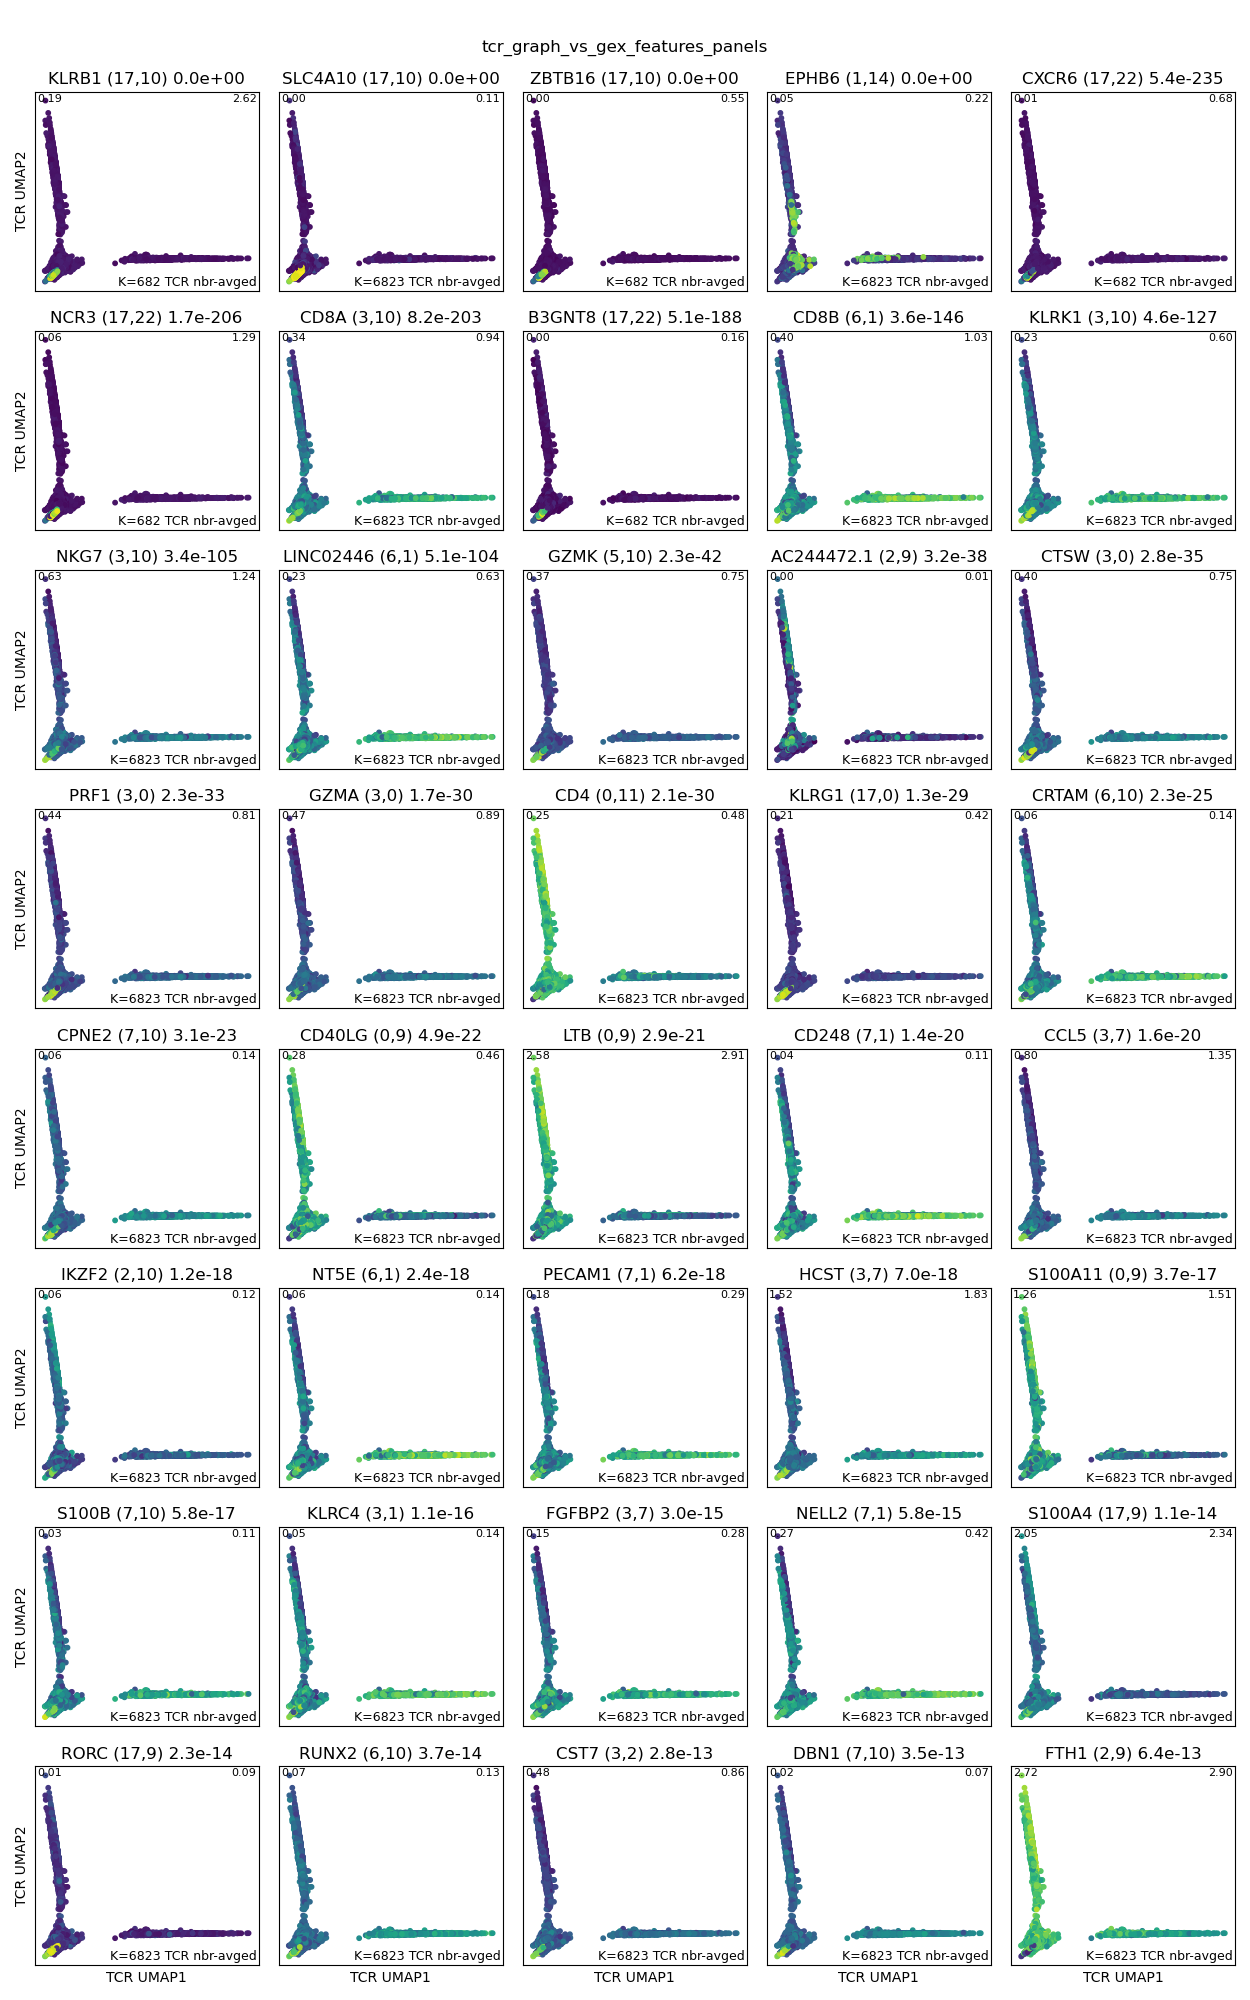 tcr_graph_vs_gex_features_panels
KLRB1 (17,10) 0.0e+00 SLC4A10 (17,10) 0.0e+00 ZBTB16 (17,10) 0.0e+00 EPHB6 (1,14) 0.0e+00 CXCR6 (17,22) 5.4e-235
0.19 2.62 0.00 0.11 0.00 0.55 0.05 0.22 0.01 0.68
TCR UMAP2
K=682 TCR nbr-avged K=6823 TCR nbr-avged K=682 TCR nbr-avged K=6823 TCR nbr-avged K=682 TCR nbr-avged
NCR3 (17,22) 1.7e-206 CD8A (3,10) 8.2e-203 B3GNT8 (17,22) 5.1e-188 CD8B (6,1) 3.6e-146 KLRK1 (3,10) 4.6e-127
0.06 1.29 0.34 0.94 0.00 0.16 0.40 1.03 0.23 0.60
TCR UMAP2
K=682 TCR nbr-avged K=6823 TCR nbr-avged K=682 TCR nbr-avged K=6823 TCR nbr-avged K=6823 TCR nbr-avged
NKG7 (3,10) 3.4e-105 LINC02446 (6,1) 5.1e-104 GZMK (5,10) 2.3e-42 AC244472.1 (2,9) 3.2e-38 CTSW (3,0) 2.8e-35
0.63 1.24 0.23 0.63 0.37 0.75 0.00 0.01 0.40 0.75
TCR UMAP2
K=6823 TCR nbr-avged K=6823 TCR nbr-avged K=6823 TCR nbr-avged K=6823 TCR nbr-avged K=6823 TCR nbr-avged
PRF1 (3,0) 2.3e-33 GZMA (3,0) 1.7e-30 CD4 (0,11) 2.1e-30 KLRG1 (17,0) 1.3e-29 CRTAM (6,10) 2.3e-25
0.44 0.81 0.47 0.89 0.25 0.48 0.21 0.42 0.06 0.14
TCR UMAP2
K=6823 TCR nbr-avged K=6823 TCR nbr-avged K=6823 TCR nbr-avged K=6823 TCR nbr-avged K=6823 TCR nbr-avged
CPNE2 (7,10) 3.1e-23 CD40LG (0,9) 4.9e-22 LTB (0,9) 2.9e-21 CD248 (7,1) 1.4e-20 CCL5 (3,7) 1.6e-20
0.06 0.14 0.28 0.46 2.58 2.91 0.04 0.11 0.80 1.35
TCR UMAP2
K=6823 TCR nbr-avged K=6823 TCR nbr-avged K=6823 TCR nbr-avged K=6823 TCR nbr-avged K=6823 TCR nbr-avged
IKZF2 (2,10) 1.2e-18 NT5E (6,1) 2.4e-18 PECAM1 (7,1) 6.2e-18 HCST (3,7) 7.0e-18 S100A11 (0,9) 3.7e-17
0.06 0.12 0.06 0.14 0.18 0.29 1.52 1.83 1.26 1.51
TCR UMAP2
K=6823 TCR nbr-avged K=6823 TCR nbr-avged K=6823 TCR nbr-avged K=6823 TCR nbr-avged K=6823 TCR nbr-avged
S100B (7,10) 5.8e-17 KLRC4 (3,1) 1.1e-16 FGFBP2 (3,7) 3.0e-15 NELL2 (7,1) 5.8e-15 S100A4 (17,9) 1.1e-14
0.03 0.11 0.05 0.14 0.15 0.28 0.27 0.42 2.05 2.34
TCR UMAP2
K=6823 TCR nbr-avged K=6823 TCR nbr-avged K=6823 TCR nbr-avged K=6823 TCR nbr-avged K=6823 TCR nbr-avged
RORC (17,9) 2.3e-14 RUNX2 (6,10) 3.7e-14 CST7 (3,2) 2.8e-13 DBN1 (7,10) 3.5e-13 FTH1 (2,9) 6.4e-13
0.01 0.09 0.07 0.13 0.48 0.86 0.02 0.07 2.72 2.90
TCR UMAP2
K=6823 TCR nbr-avged K=6823 TCR nbr-avged K=6823 TCR nbr-avged K=6823 TCR nbr-avged K=6823 TCR nbr-avged
TCR UMAP1 TCR UMAP1 TCR UMAP1 TCR UMAP1 TCR UMAP1